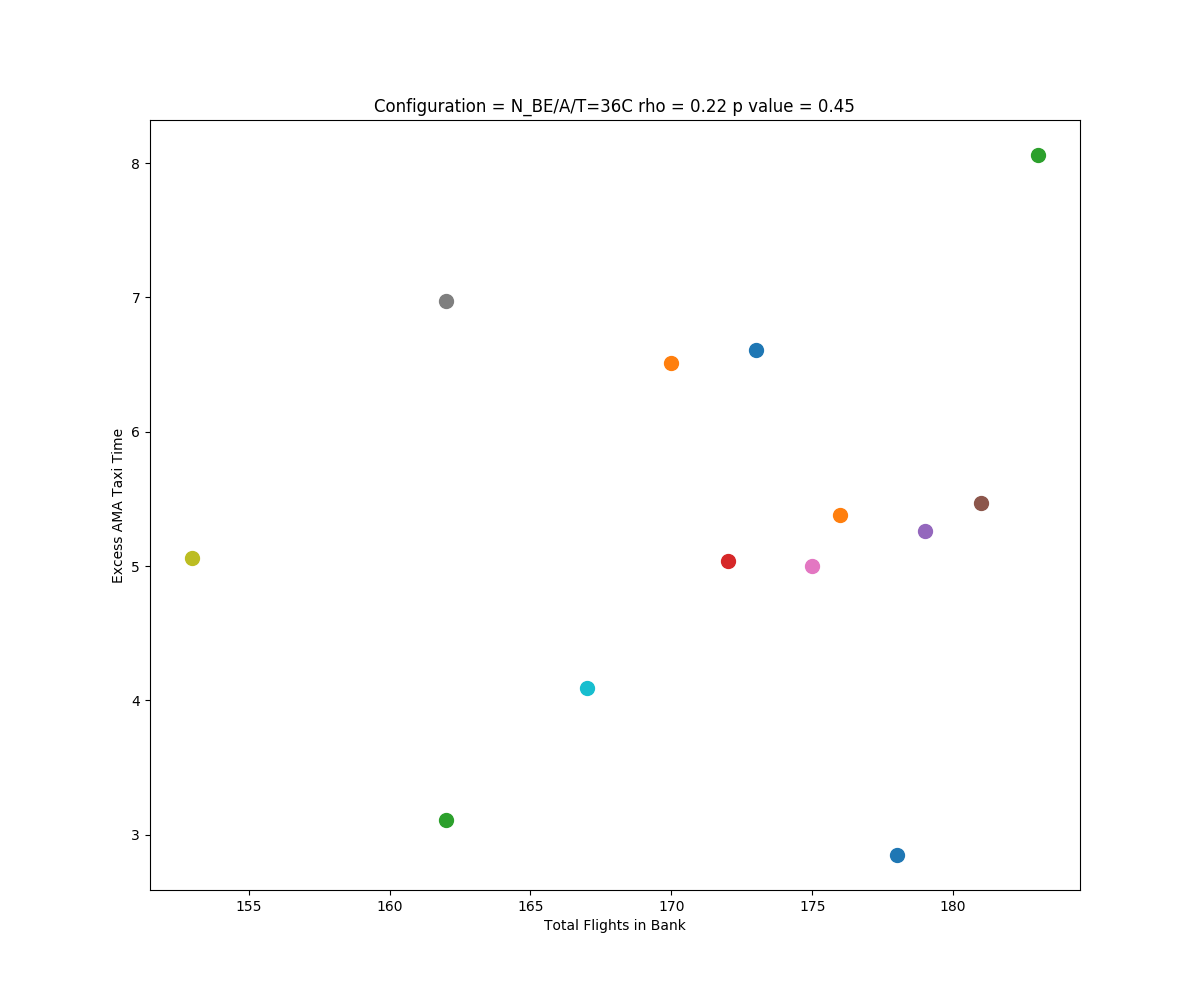 Configuration = N_BE/A/T=36C rho = 0.22 p value = 0.45
8
7
6
5
4
3
Excess AMA Taxi Time
155 160 165 170 175 180
Total Flights in Bank